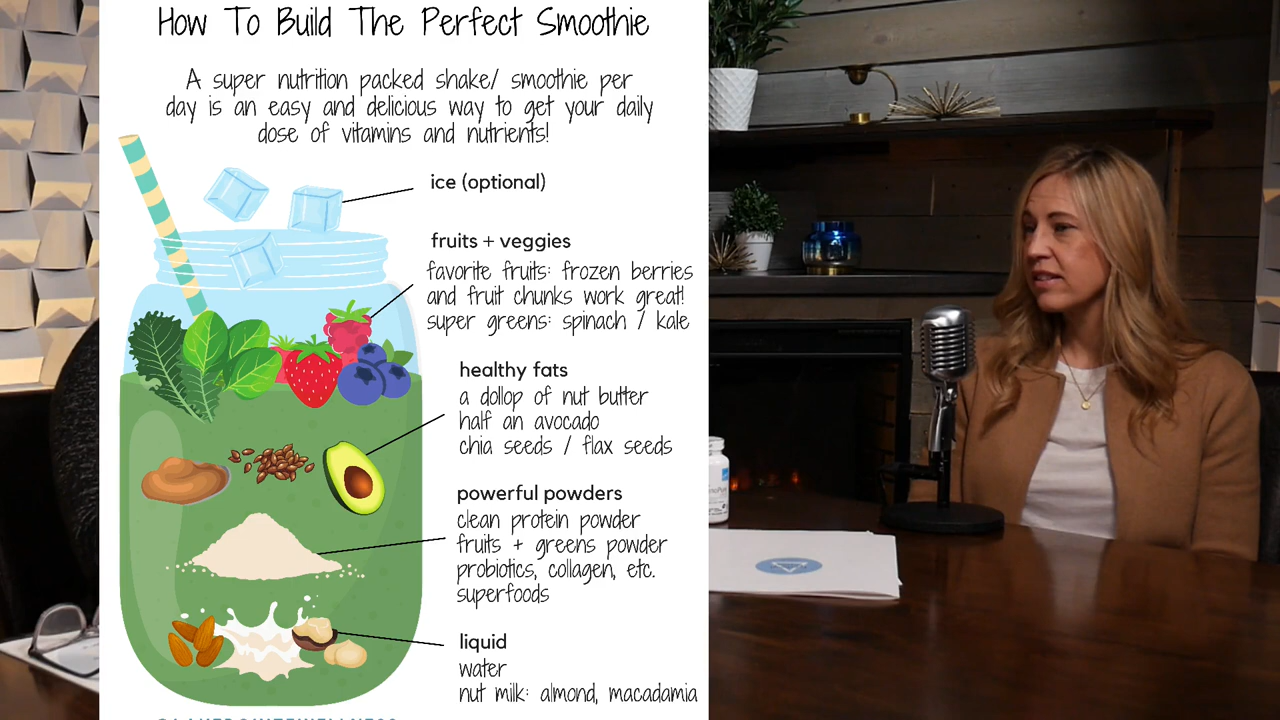 How To Build The Perfect Smoothie
A super nutrition packed shake/ smoothie per
day is an easy and delicious way to get your daily
dose of vitamins and nutrients!
ice (optional)
fruits + veggies
favorite fruits: frozen berries
and fruit chunks work great!
super greens: spinach / kale
healthy fats
a dollop of nut butter
half an avocado
chia seeds / flax seeds
powerful powders
clean protein powder
fruits + greens powder
probiotics, collagen, etc.
superfoods
liquid
water
nut milk: almond, macadamia